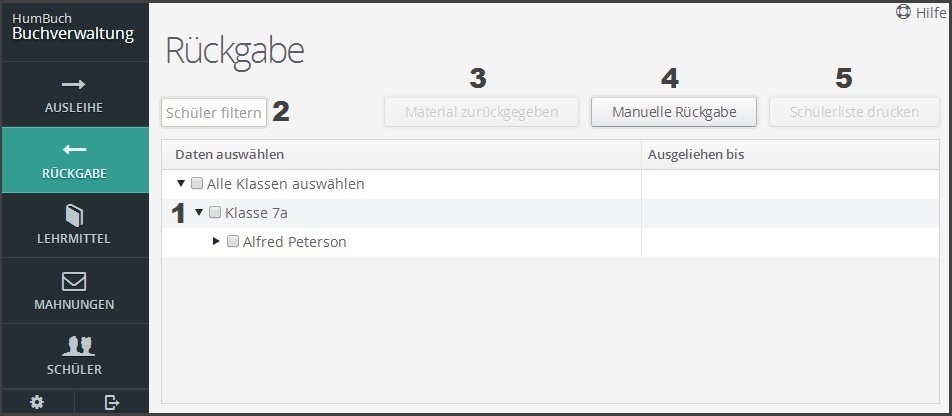 HumBuch
Buchverwaltung
AUSLEIHE
RÜCKGABE
LEHRMITTEL
MAHNUNGEN
SCHÜLER
Hilfe
Rückgabe
3 4 5
Schüler filtern 2 Material zurückgegeben Manuelle Rückgabe Schülerliste drucken
Daten auswählen Ausgeliehen bis
Alle Klassen auswählen
1 Klasse 7a
Alfred Peterson